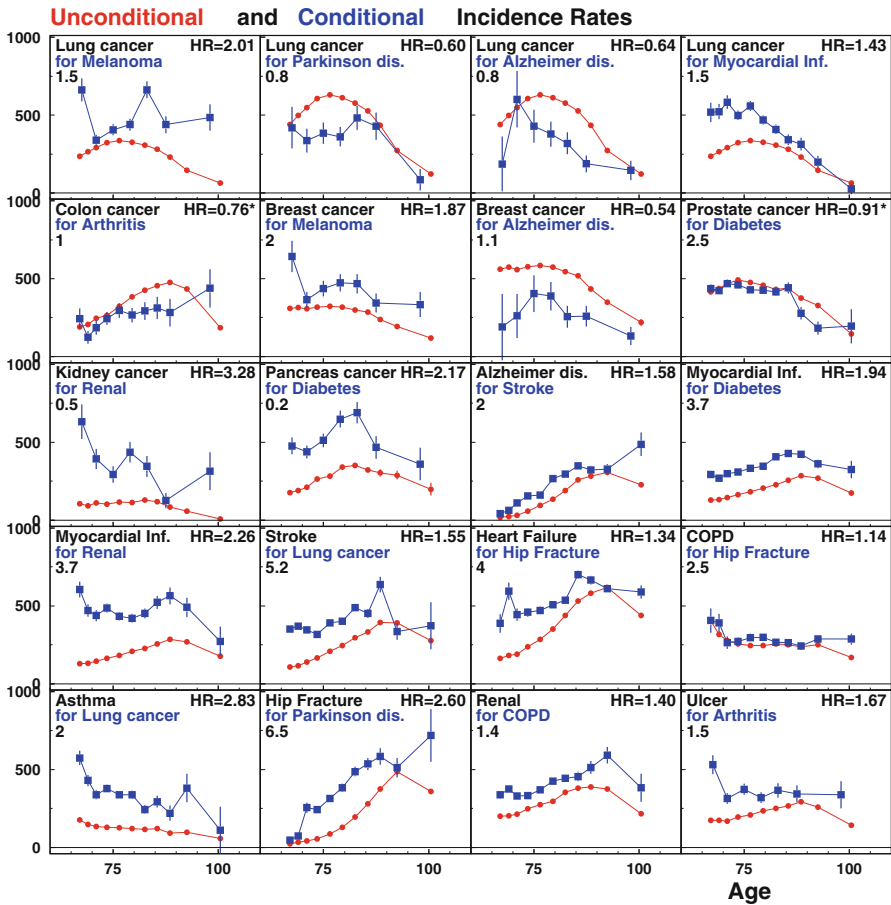 Unconditional and Conditional Incidence Rates
1000
500
0
Lung cancer HR=2.01
for Melanoma
1.5
Lung cancer HR=0.60
for Parkinson dis.
0.8
Lung cancer HR=0.64
for Alzheimer dis.
0.8
Lung cancer HR=1.43
for Myocardial Inf.
1.5
1000
500
0
Colon cancer HR=0.76*
for Arthritis
1
Breast cancer HR=1.87
for Melanoma
2
Breast cancer HR=0.54
for Alzheimer dis.
1.1
Prostate cancer HR=0.91*
for Diabetes
2.5
1000
500
0
Kidney cancer HR=3.28
for Renal
0.5
Pancreas cancer HR=2.17
for Diabetes
0.2
Alzheimer dis. HR=1.58
for Stroke
2
Myocardial Inf. HR=1.94
for Diabetes
3.7
1000
500
0
Myocardial Inf. HR=2.26
for Renal
3.7
Stroke HR=1.55
for Lung cancer
5.2
Heart Failure HR=1.34
for Hip Fracture
4
COPD HR=1.14
for Hip Fracture
2.5
1000
500
0
Asthma HR=2.83
for Lung cancer
2
Hip Fracture HR=2.60
for Parkinson dis.
6.5
Renal HR=1.40
for COPD
1.4
Ulcer HR=1.67
for Arthritis
1.5
75 100 75 100 75 100 75 100
Age